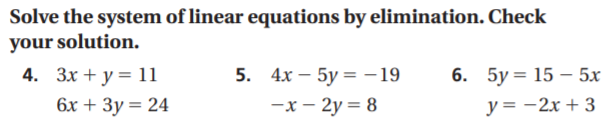 Solve the system of linear equations by elimination. Check
your solution.
4. 3x + y = 11 5. 4x − 5y = −19 6. 5y = 15 − 5x
6x + 3y = 24 −x − 2y = 8 y = −2x + 3